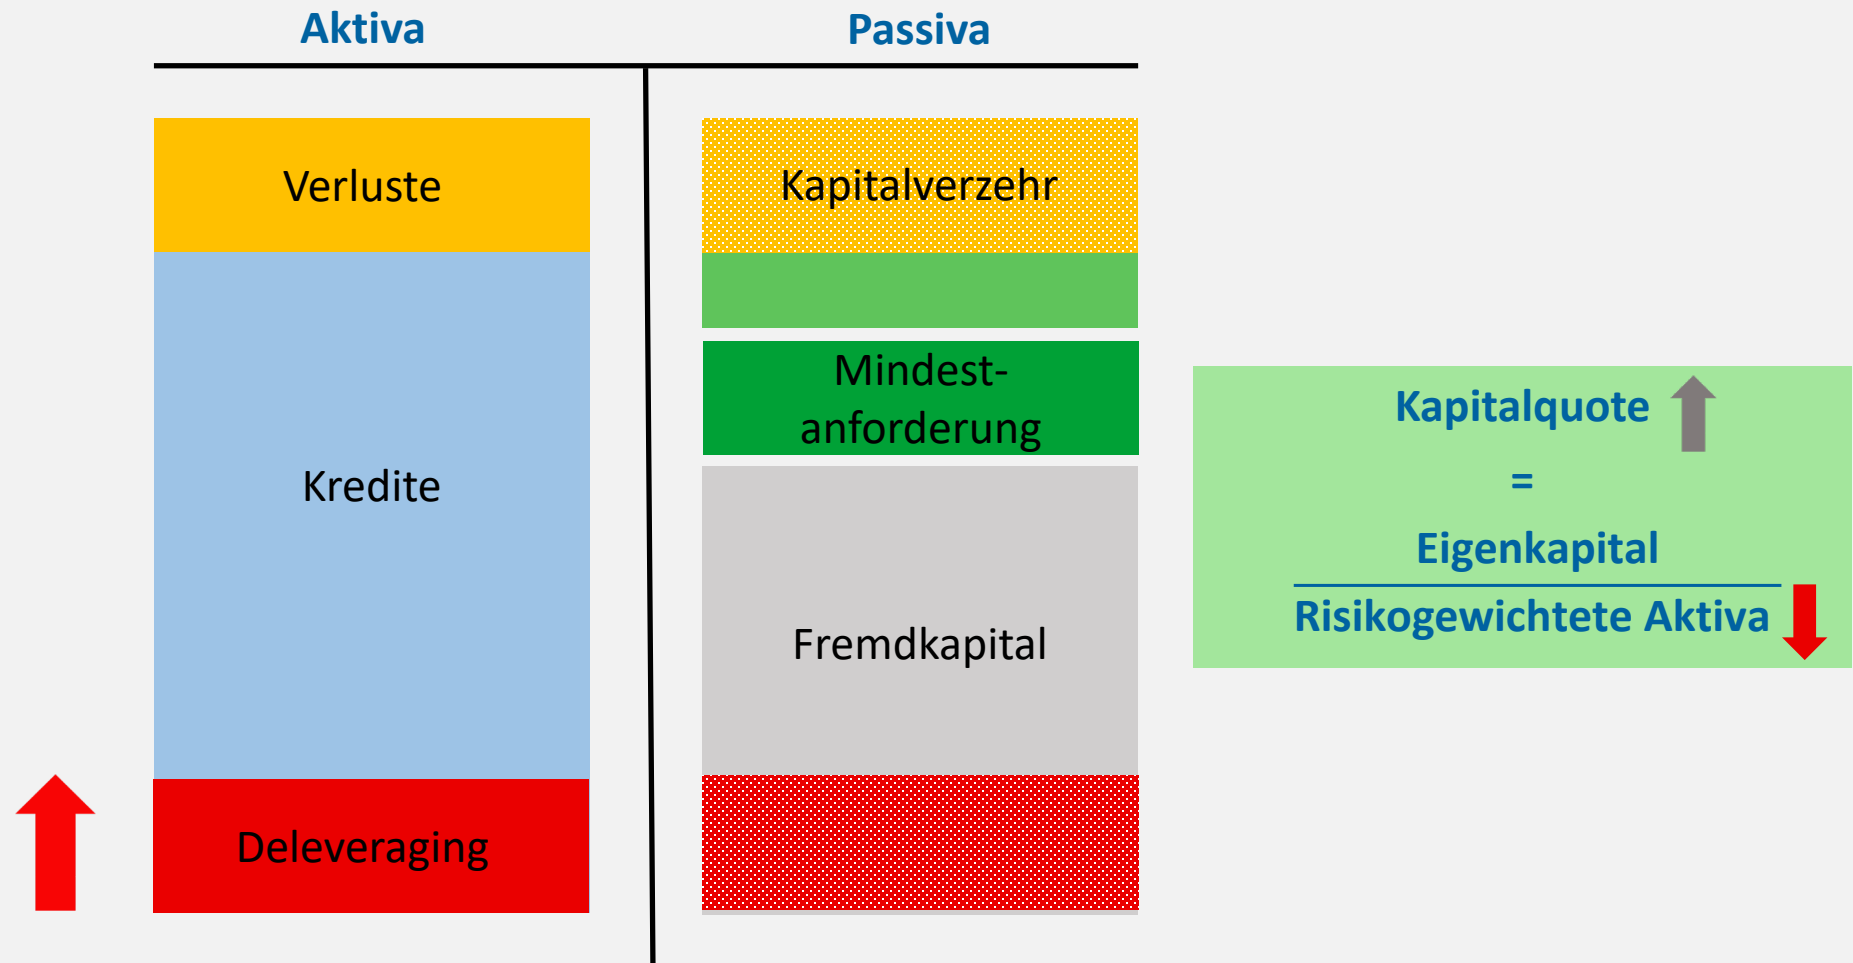 Aktiva
Passiva
Verluste
Kapitalverzehr
Mindest-
anforderung
Kredite
Fremdkapital
Deleveraging
Kapitalquote
=
Eigenkapital
Risikogewichtete Aktiva